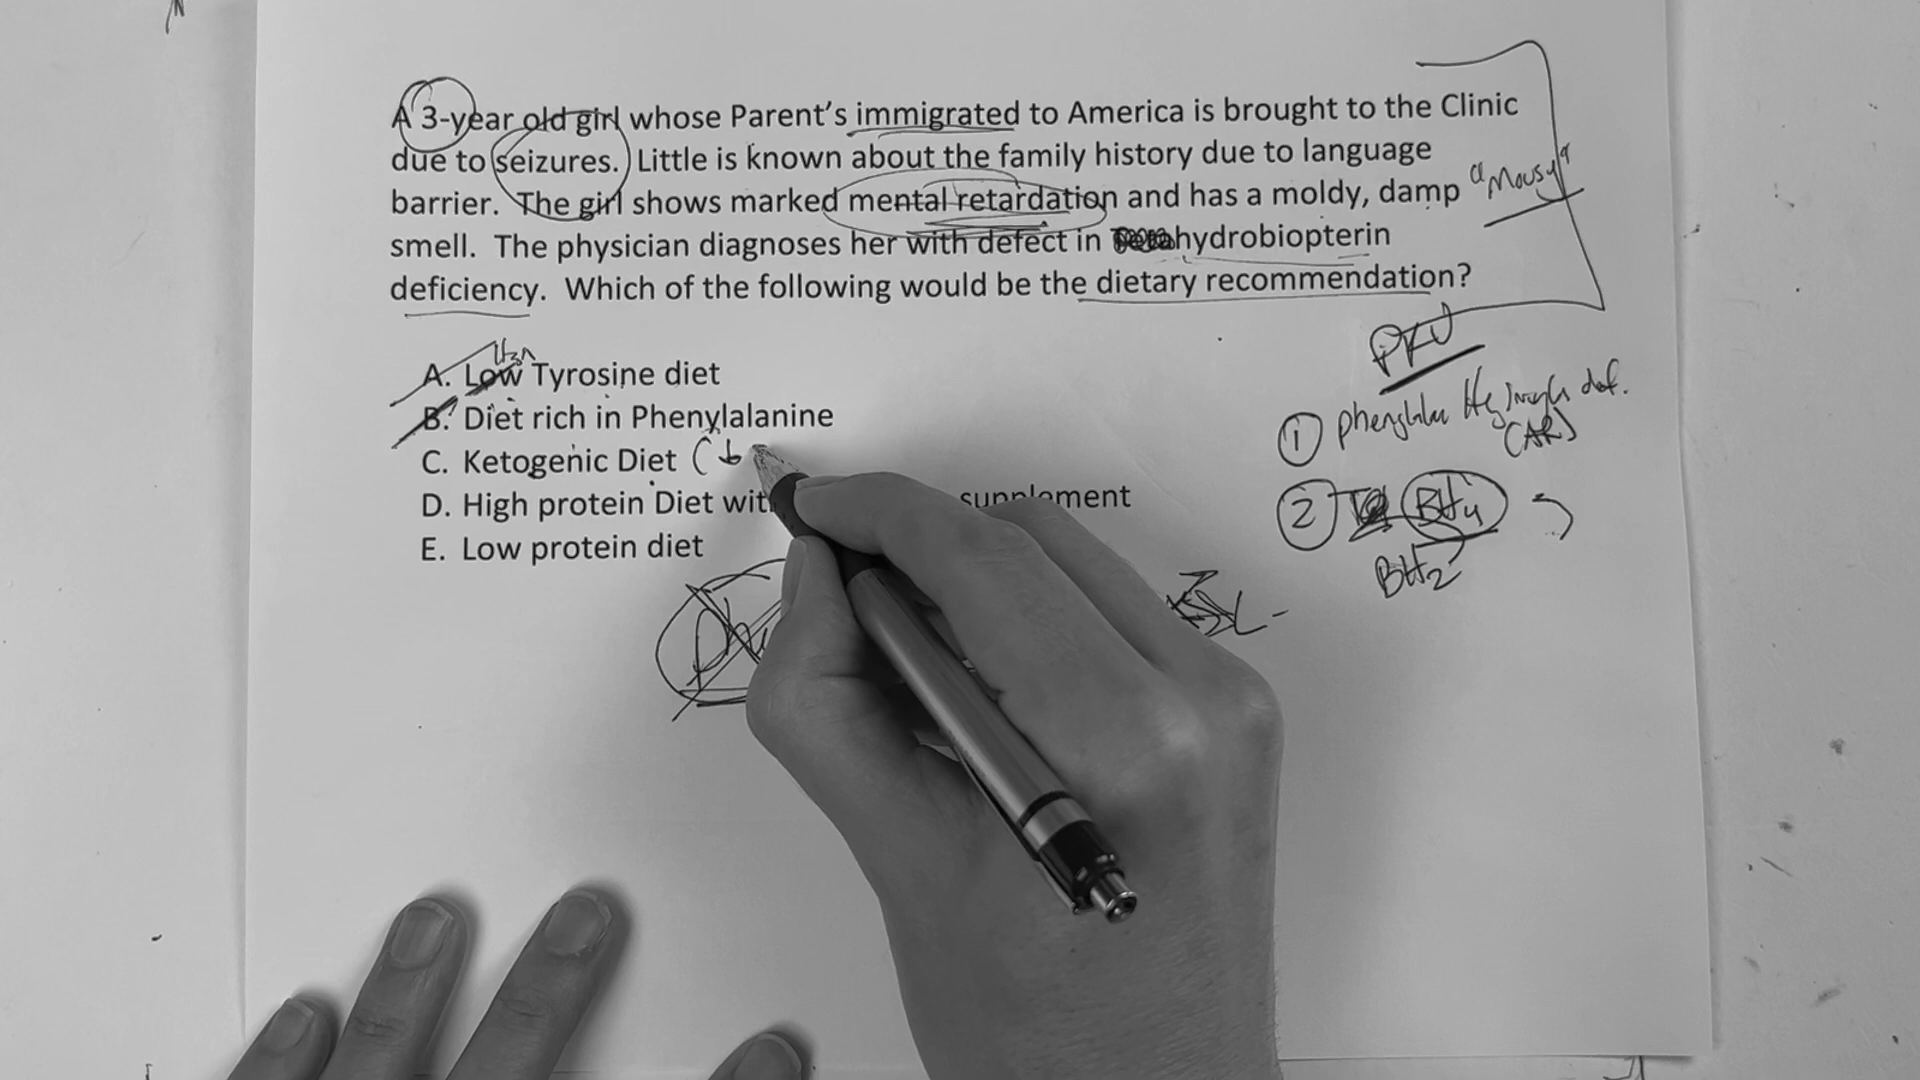 A 3-year old girl whose Parent's immigrated to America is brought to the Clinic
due to seizures. Little is known about the family history due to language
barrier. The girl shows marked mental retardation and has a moldy, damp
"Mousy"
smell. The physician diagnoses her with defect in hydrobiopterin
deficiency. Which of the following would be the dietary recommendation?
PKU
A. Low Tyrosine diet
B. Diet rich in Phenylalanine
C. Ketogenic Diet (
D. High protein Diet supplement
E. Low protein diet
1 def.
(AR)
2 BH4
BH2